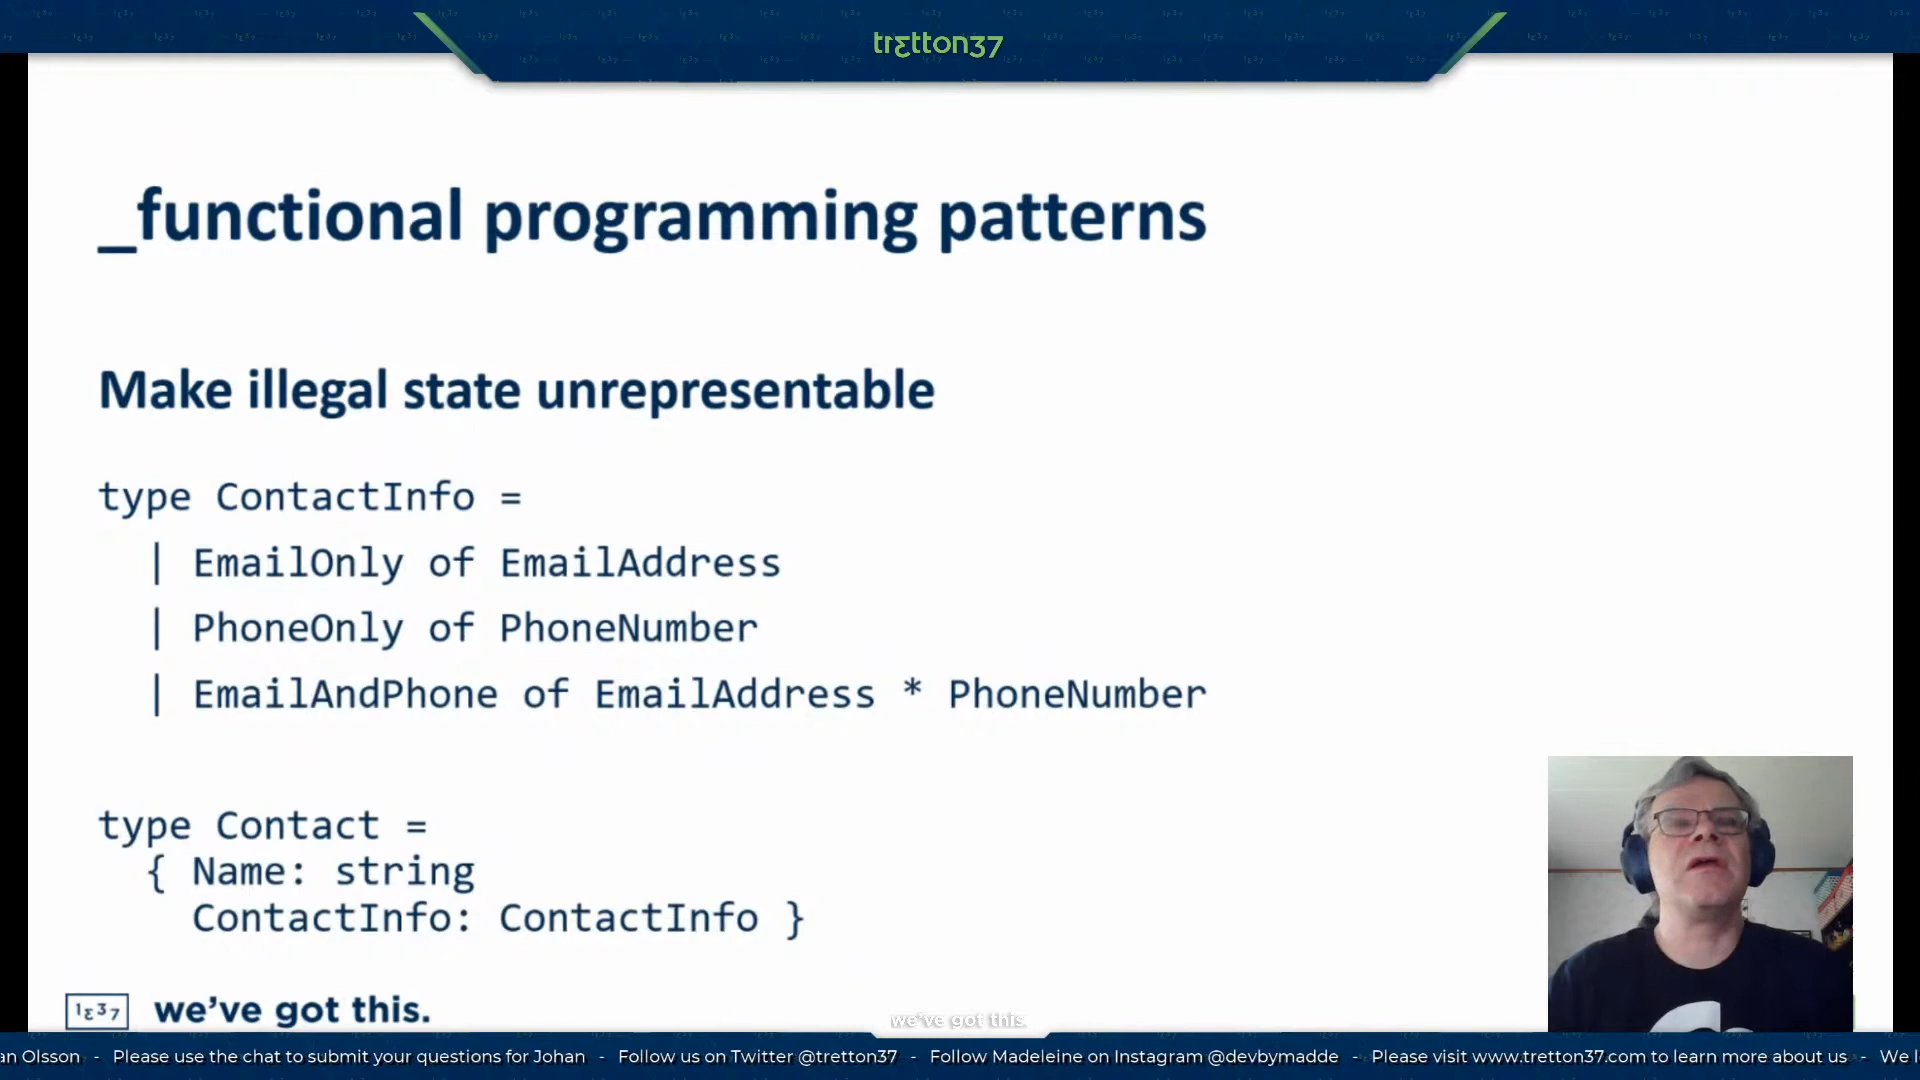 trεtton37
_functional programming patterns
Make illegal state unrepresentable
type ContactInfo =
| EmailOnly of EmailAddress
| PhoneOnly of PhoneNumber
| EmailAndPhone of EmailAddress * PhoneNumber
type Contact =
{ Name: string
ContactInfo: ContactInfo }
1ε37 we've got this.
we've got this.
an Olsson - Please use the chat to submit your questions for Johan - Follow us on Twitter @tretton37 - Follow Madeleine on Instagram @devbymadde - Please visit www.tretton37.com to learn more about us - We l